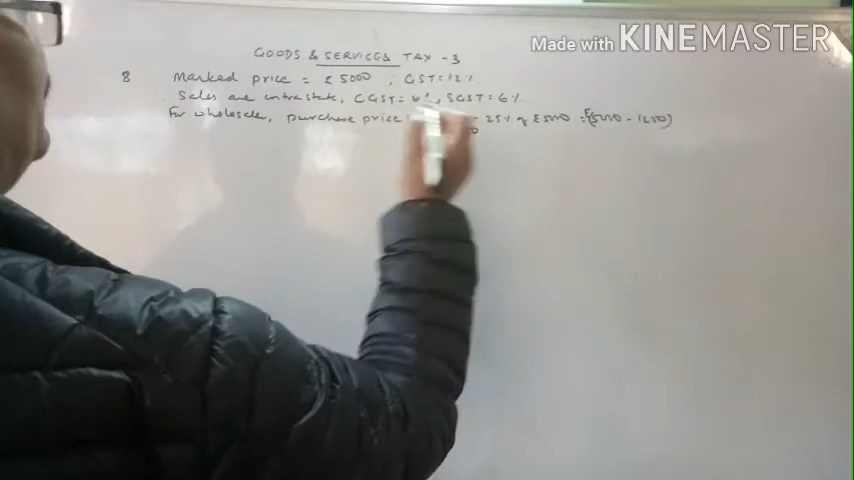 Made with KINEMASTER
GOODS & SERVICES TAX - 3
8 Marked price = ₹ 5000 , GST = 12%
Sales are intrastate, CGST = 6%, SGST = 6%
For wholesaler, purchase price = 25% of ₹ 5000 = (5000 - 1250)